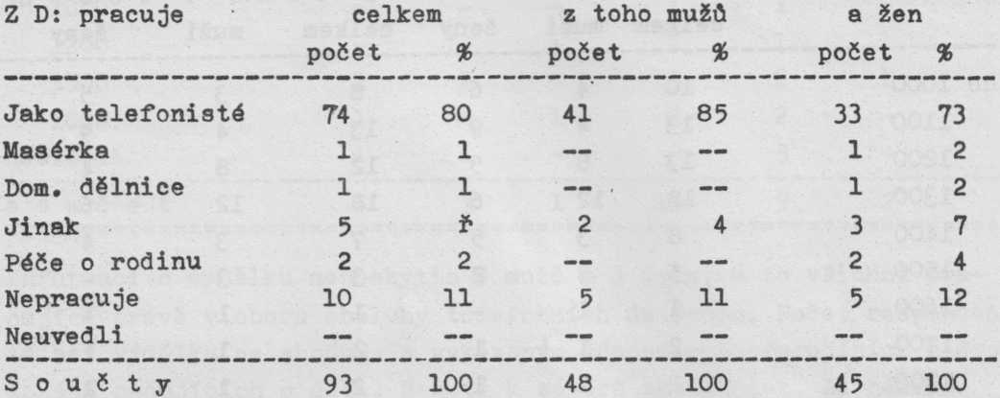 Z D: pracuje celkem z toho mužů a žen
počet % počet % počet %
Jako telefonisté 74 80 41 85 33 73
Masérka 1 1 -- -- 1 2
Dom. dělnice 1 1 -- -- 1 2
Jinak 5 ř 2 4 3 7
Péče o rodinu 2 2 -- -- 2 4
Nepracuje 10 11 5 11 5 12
Neuvedli -- -- -- -- -- --
S o u č t y 93 100 48 100 45 100